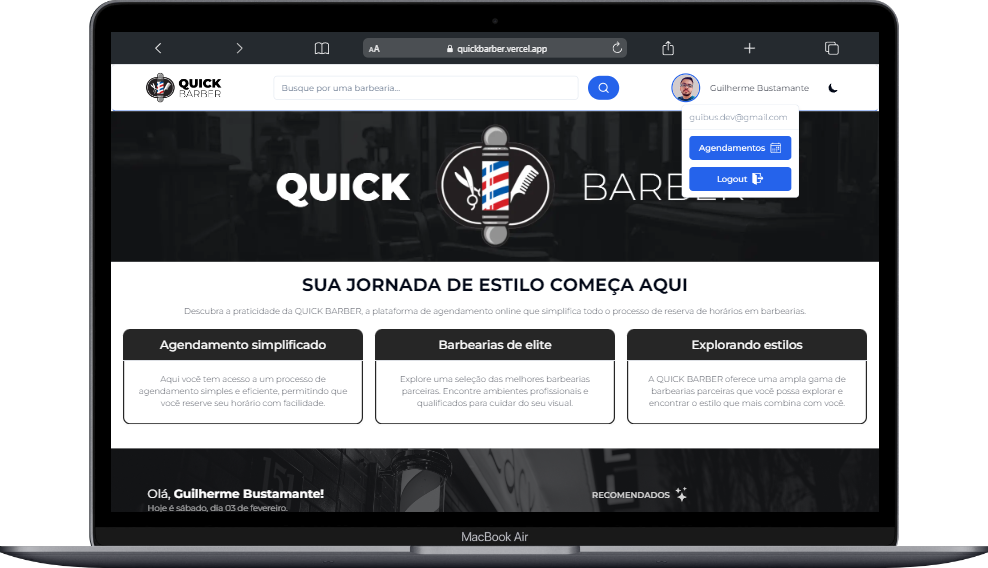 AA quickbarber.vercel.app
QUICK
BARBER
Busque por uma barbearia...
Guilherme Bustamante
guibus.dev@gmail.com
Agendamentos
Logout
QUICK
SUA JORNADA DE ESTILO COMEÇA AQUI
Descubra a praticidade da QUICK BARBER, a plataforma de agendamento online que simplifica todo o processo de reserva de horários em barbearias.
Agendamento simplificado
Aqui você tem acesso a um processo de
agendamento simples e eficiente, permitindo que
você reserve seu horário com facilidade.
Barbearias de elite
Explore uma seleção das melhores barbearias
parceiras. Encontre ambientes profissionais e
qualificados para cuidar do seu visual.
Explorando estilos
A QUICK BARBER oferece uma ampla gama de
barbearias parceiras que você possa explorar e
encontrar o estilo que mais combina com você.
Olá, Guilherme Bustamante!
Hoje é sábado, dia 03 de fevereiro.
RECOMENDADOS
MacBook Air